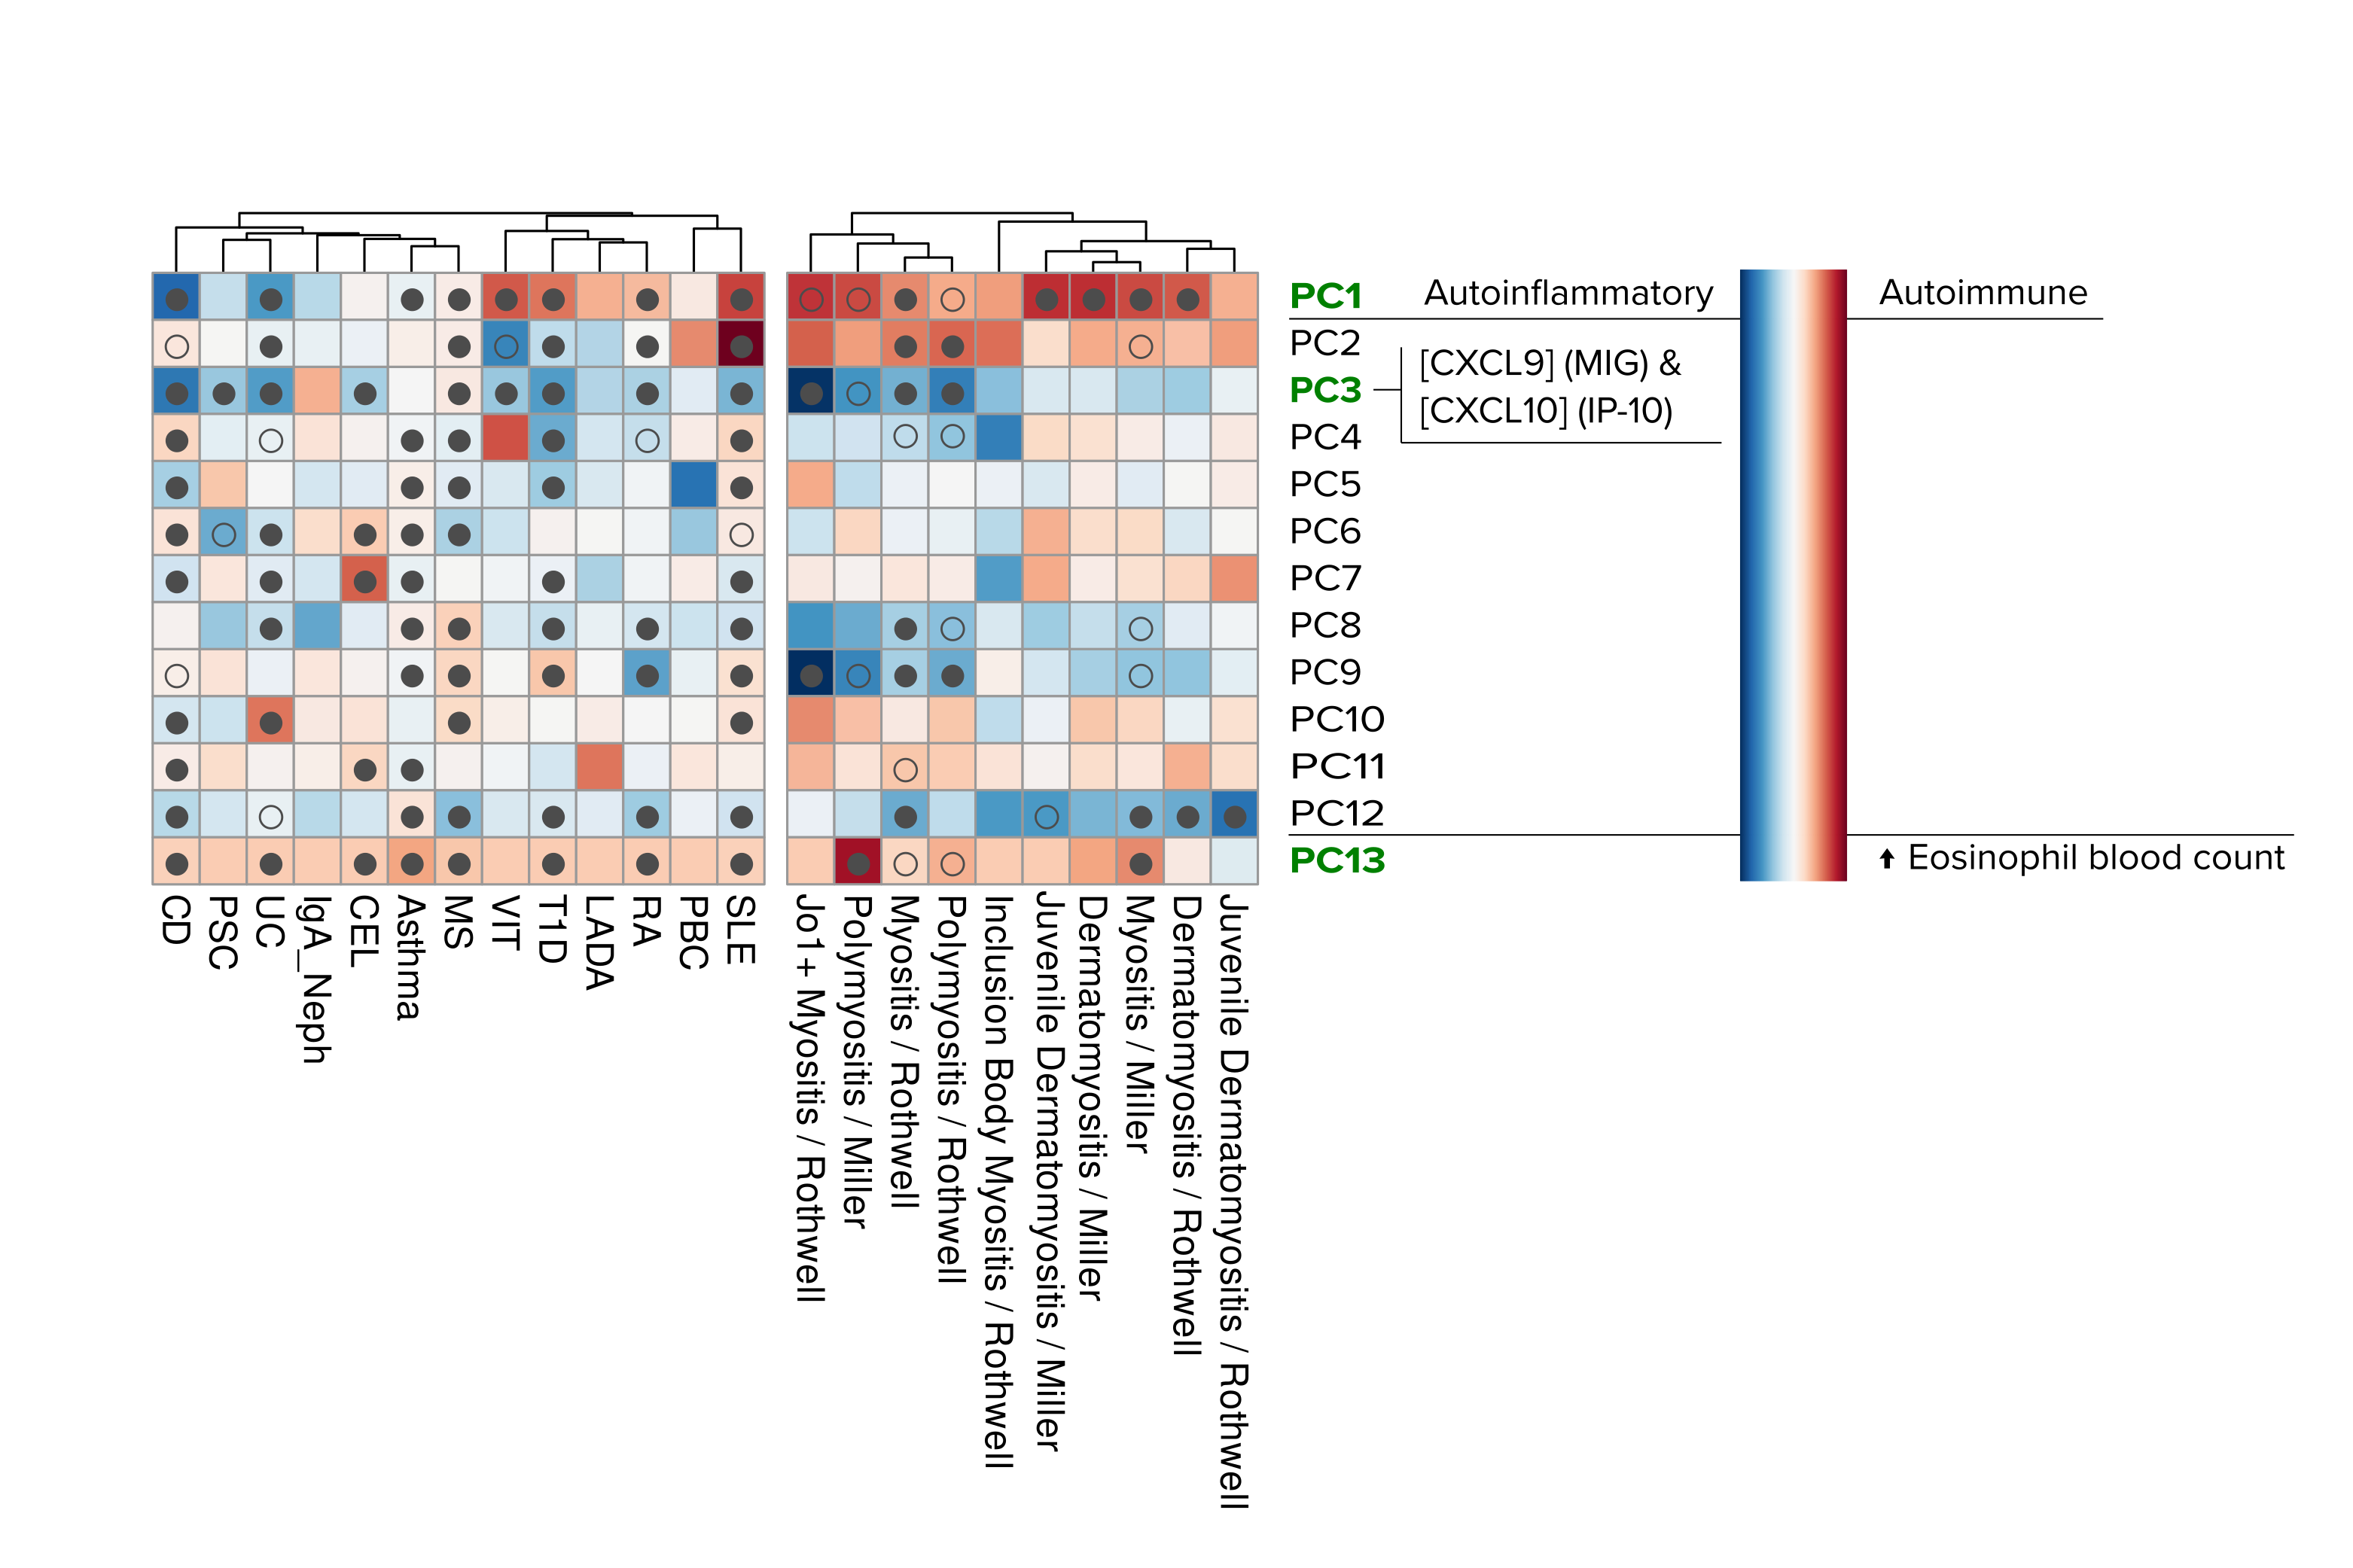 PC1 Autoinflammatory Autoimmune
PC2
[CXCL9] (MIG) &
PC3
[CXCL10] (IP-10)
PC4
PC5
PC6
PC7
PC8
PC9
PC10
PC11
PC12
PC13 Eosinophil blood count
CD
PSC
UC
IgA_Neph
CEL
Asthma
MS
VIT
T1D
LADA
RA
PBC
SLE
Jo1+ Myositis / Rothwell
Polymyositis / Miller
Myositis / Rothwell
Polymyositis / Rothwell
Inclusion Body Myositis / Rothwell
Juvenile Dermatomyositis / Miller
Dermatomyositis / Miller
Myositis / Miller
Dermatomyositis / Rothwell
Juvenile Dermatomyositis / Rothwell